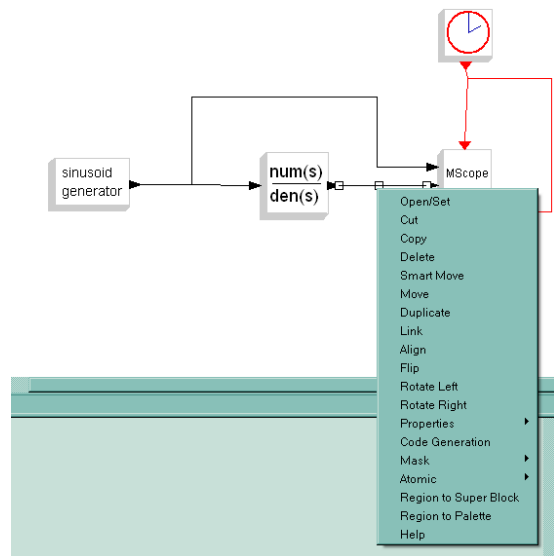 sinusoid
generator
num(s)
den(s)
MScope
Open/Set
Cut
Copy
Delete
Smart Move
Move
Duplicate
Link
Align
Flip
Rotate Left
Rotate Right
Properties
Code Generation
Mask
Atomic
Region to Super Block
Region to Palette
Help